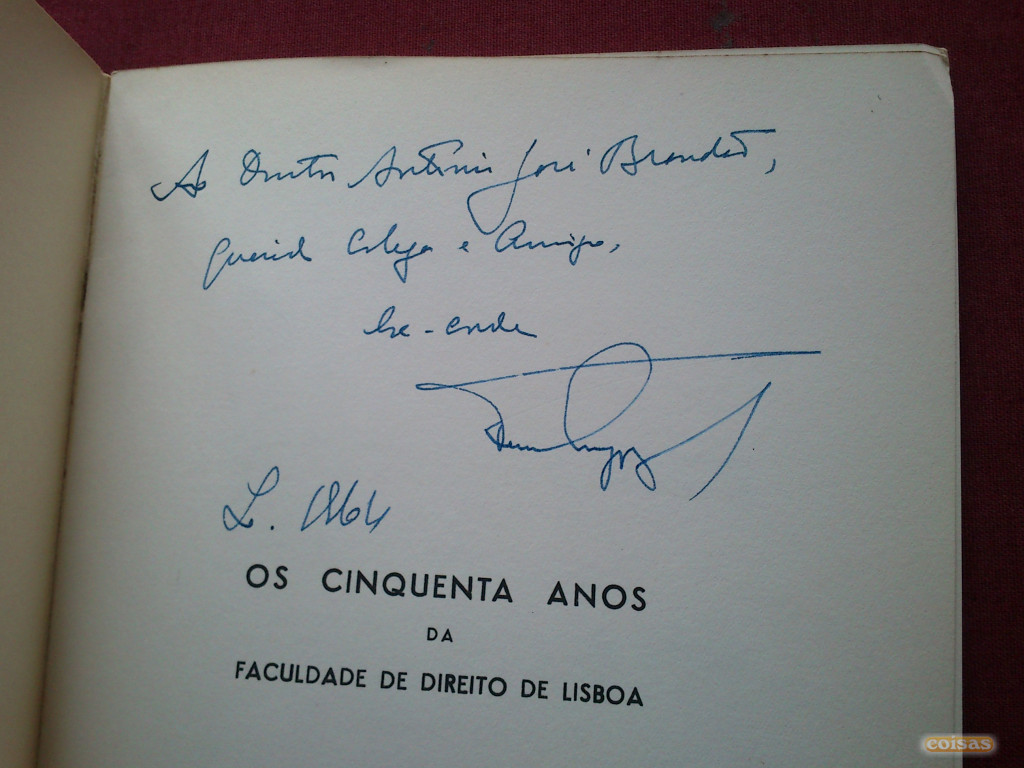 Ao Doutor António José Brandão,
Querido Colega e Amigo,
L. 1964
OS CINQUENTA ANOS
DA
FACULDADE DE DIREITO DE LISBOA
coisas